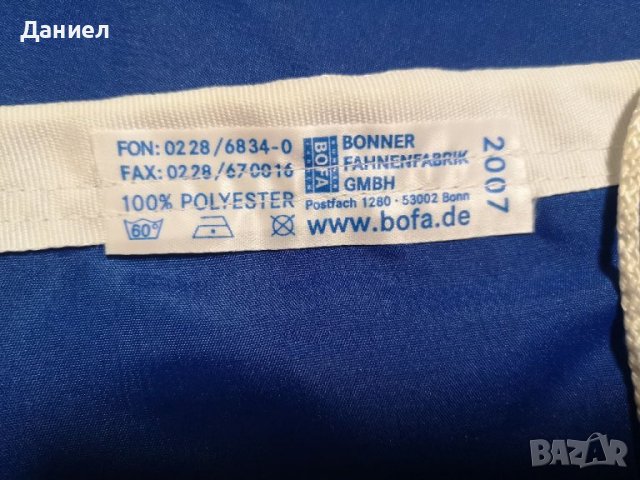 Даниел
FON: 0228/6834-0
FAX: 0228/670016
100% POLYESTER
60°
BOFA
BONNER
FAHNENFABRIK
GMBH
Postfach 1280 · 53002 Bonn
www.bofa.de
2007
BAZAR